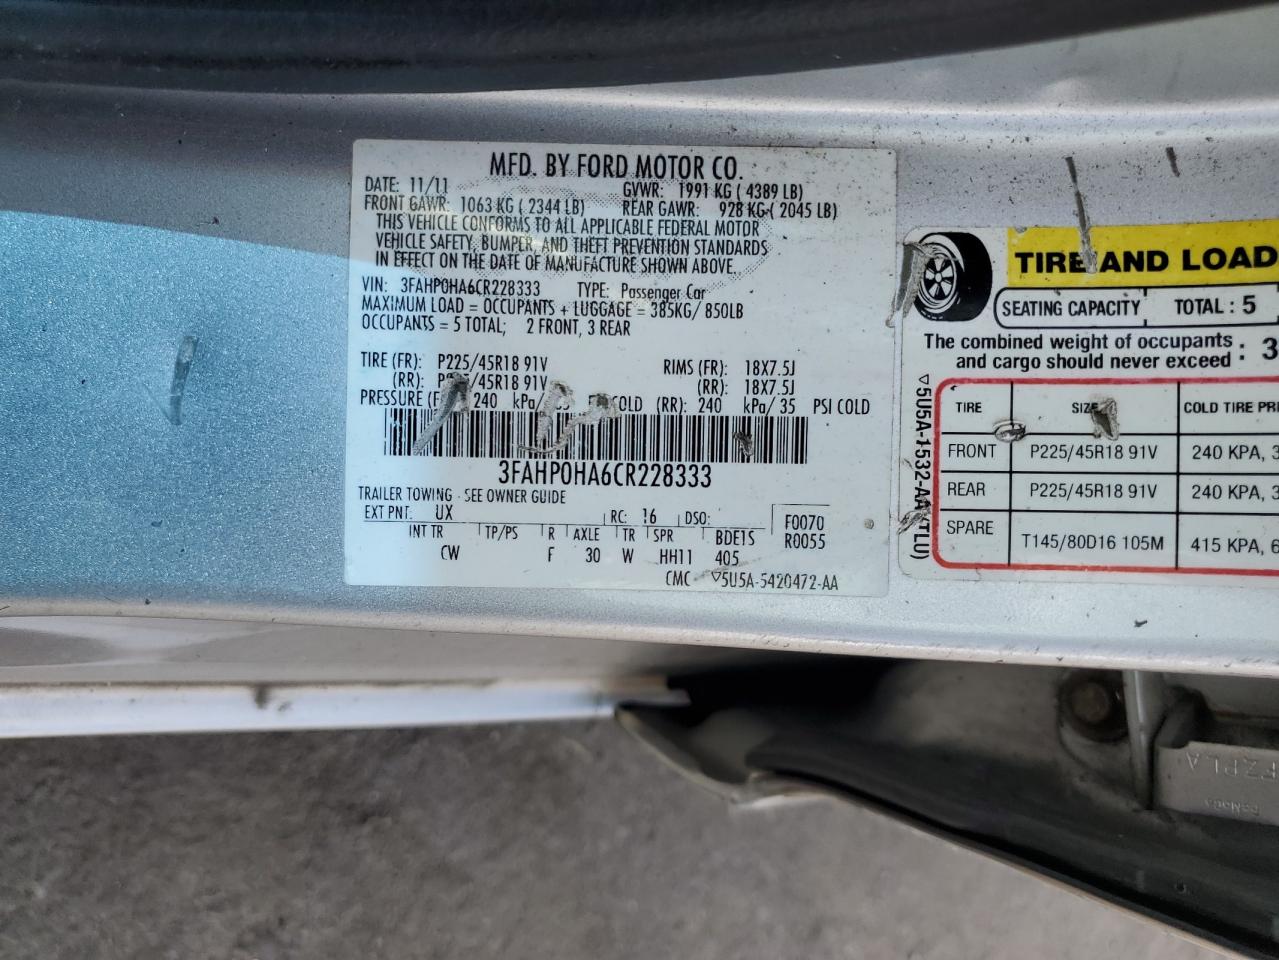 MFD. BY FORD MOTOR CO.
DATE: 11/11 GVWR: 1991 KG ( 4389 LB)
FRONT GAWR: 1063 KG ( 2344 LB) REAR GAWR: 928 KG ( 2045 LB)
THIS VEHICLE CONFORMS TO ALL APPLICABLE FEDERAL MOTOR
VEHICLE SAFETY, BUMPER, AND THEFT PREVENTION STANDARDS
IN EFFECT ON THE DATE OF MANUFACTURE SHOWN ABOVE.
VIN: 3FAHP0HA6CR228333 TYPE: Passenger Car
MAXIMUM LOAD = OCCUPANTS + LUGGAGE = 385KG/ 850LB
OCCUPANTS = 5 TOTAL; 2 FRONT, 3 REAR
TIRE (FR): P225/45R18 91V RIMS (FR): 18X7.5J
(RR): /45R18 91V (RR): 18X7.5J
PRESSURE 240 kPa/ COLD (RR): 240 kPa/ 35 PSI COLD
3FAHP0HA6CR228333
TRAILER TOWING - SEE OWNER GUIDE
EXT PNT: UX RC: 16 DSO: F0070
INT TR TP/PS R AXLE TR SPR BDE1S R0055
CW F 30 W HH11 405
CMC ▽5U5A-5420472-AA
TIRE AND LOAD
SEATING CAPACITY TOTAL : 5
The combined weight of occupants
and cargo should never exceed : 3
TIRE SIZE COLD TIRE
FRONT P225/45R18 91V 240 KPA, 3
REAR P225/45R18 91V 240 KPA, 3
SPARE T145/80D16 105M 415 KPA, 6